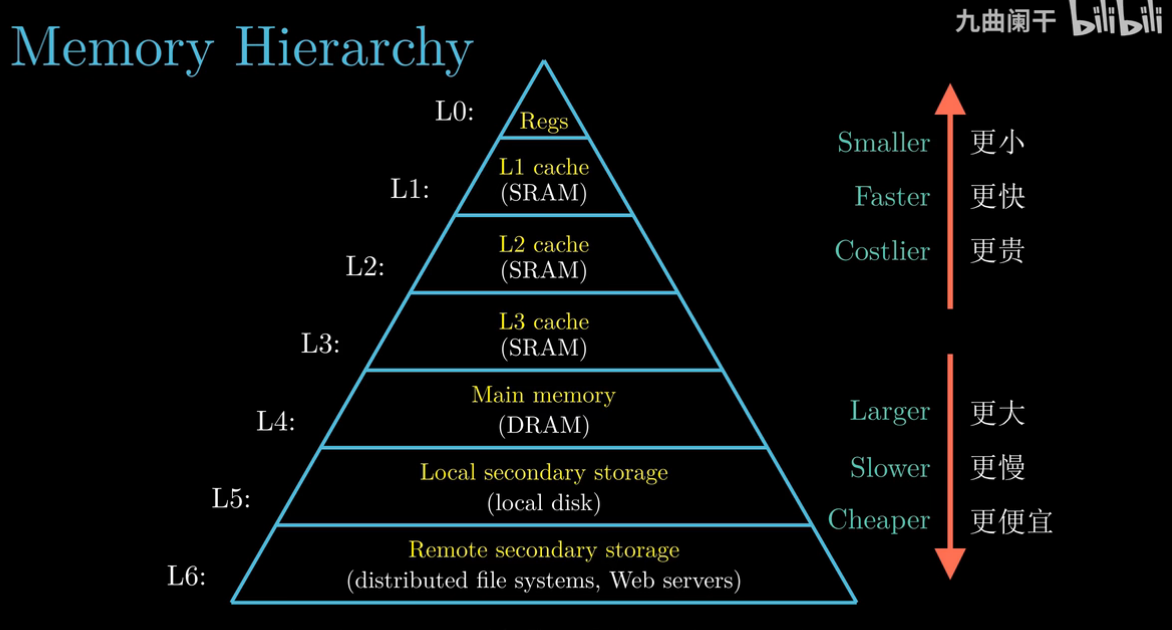 Memory Hierarchy
九曲阑干 bilibili
L0:
Regs
L1:
L1 cache
(SRAM)
L2:
L2 cache
(SRAM)
L3:
L3 cache
(SRAM)
L4:
Main memory
(DRAM)
L5:
Local secondary storage
(local disk)
L6:
Remote secondary storage
(distributed file systems, Web servers)
Smaller 更小
Faster 更快
Costlier 更贵
Larger 更大
Slower 更慢
Cheaper 更便宜